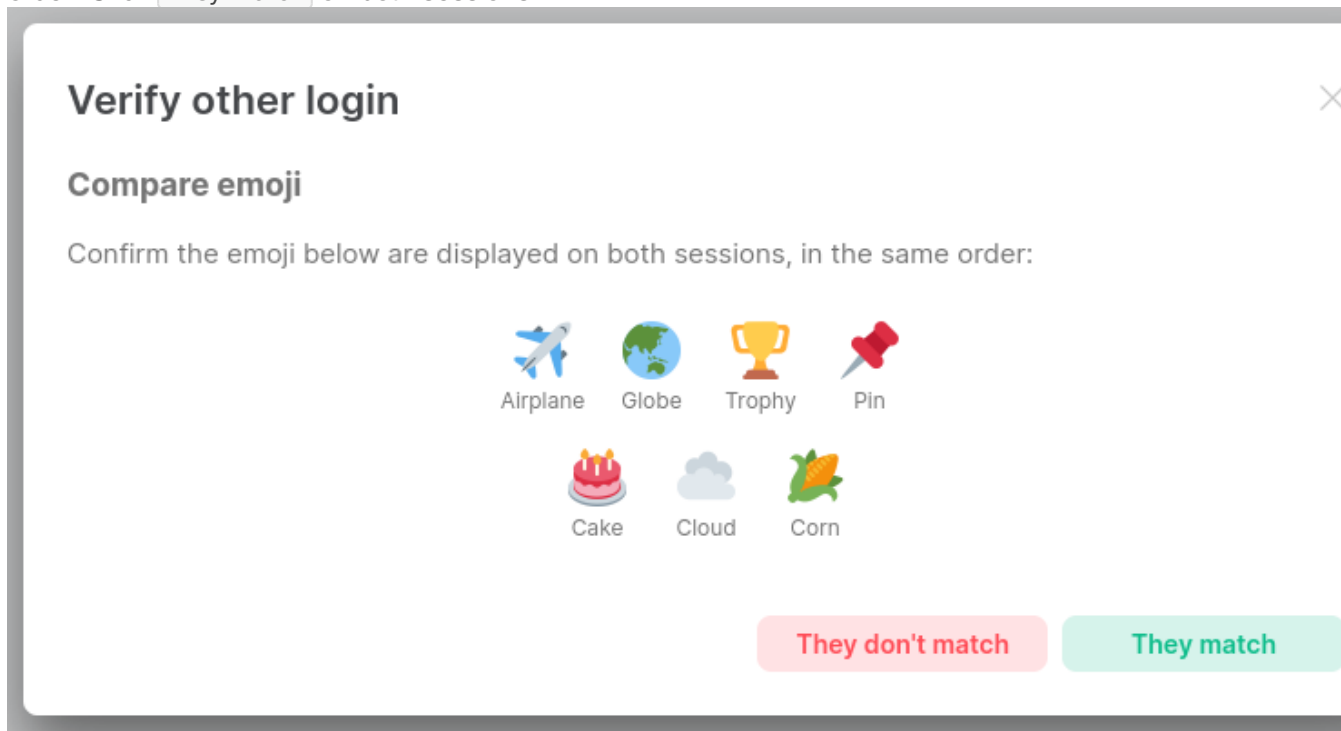 Verify other login
Compare emoji
Confirm the emoji below are displayed on both sessions, in the same order:
Airplane Globe Trophy Pin
Cake Cloud Corn
They don't match They match